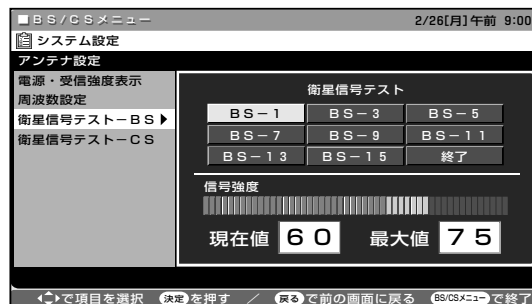 ■BS/CSメニュー 2/26[月]午前 9:00
システム設定
アンテナ設定
電源・受信強度表示
周波数設定
衛星信号テスト−BS
衛星信号テスト−CS
衛星信号テスト
BS−1 BS−3 BS−5
BS−7 BS−9 BS−11
BS−13 BS−15 終了
信号強度
現在値 60 最大値 75
で項目を選択 決定を押す / 戻るで前の画面に戻る BS/CSメニューで終了